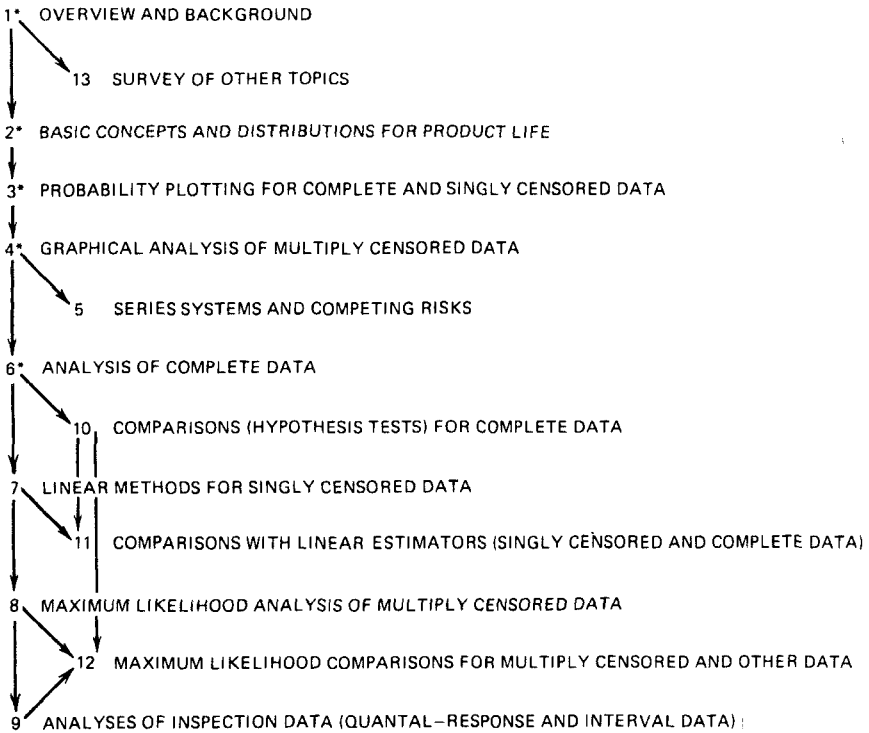 1* OVERVIEW AND BACKGROUND
13 SURVEY OF OTHER TOPICS
2* BASIC CONCEPTS AND DISTRIBUTIONS FOR PRODUCT LIFE
3* PROBABILITY PLOTTING FOR COMPLETE AND SINGLY CENSORED DATA
4* GRAPHICAL ANALYSIS OF MULTIPLY CENSORED DATA
5 SERIES SYSTEMS AND COMPETING RISKS
6* ANALYSIS OF COMPLETE DATA
10 COMPARISONS (HYPOTHESIS TESTS) FOR COMPLETE DATA
7 LINEAR METHODS FOR SINGLY CENSORED DATA
11 COMPARISONS WITH LINEAR ESTIMATORS (SINGLY CENSORED AND COMPLETE DATA)
8 MAXIMUM LIKELIHOOD ANALYSIS OF MULTIPLY CENSORED DATA
12 MAXIMUM LIKELIHOOD COMPARISONS FOR MULTIPLY CENSORED AND OTHER DATA
9 ANALYSES OF INSPECTION DATA (QUANTAL–RESPONSE AND INTERVAL DATA)